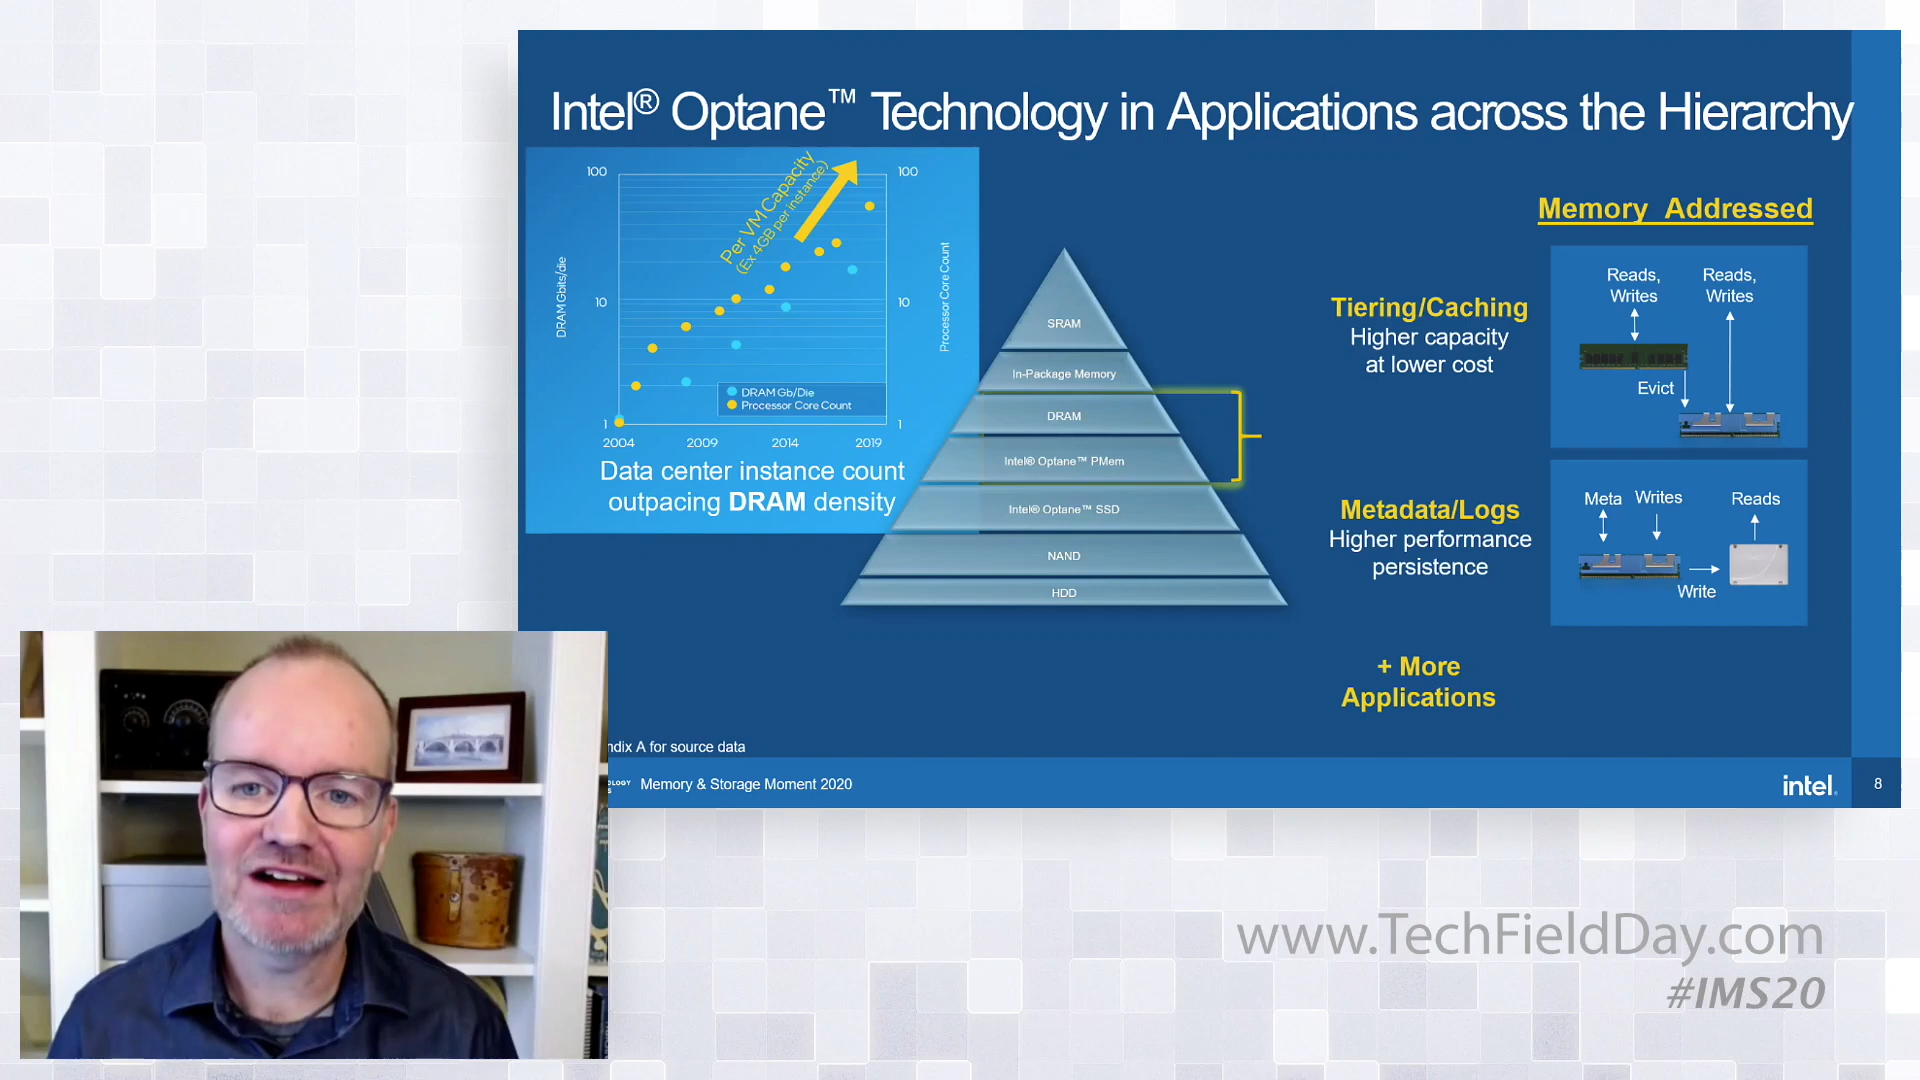 Intel® Optane™ Technology in Applications across the Hierarchy
100
10
1
DRAM Gbits/die
Per VM Capacity
(Ex 4GB per instance)
100
10
1
Processor Core Count
DRAM Gb/Die
Processor Core Count
2004 2009 2014 2019
Data center instance count
outpacing DRAM density
SRAM
In-Package Memory
DRAM
Intel® Optane™ PMem
Intel® Optane™ SSD
NAND
HDD
Memory Addressed
Tiering/Caching
Higher capacity
at lower cost
Reads, Writes
Reads, Writes
Evict
Metadata/Logs
Higher performance
persistence
Meta Writes Reads
Write
+ More
Applications
ndix A for source data
Memory & Storage Moment 2020
intel.
8
www.TechFieldDay.com
#IMS20